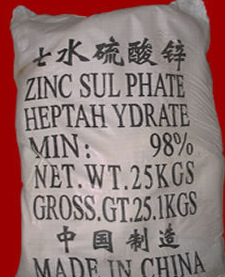 七水硫酸锌
ZINC SUL PHATE
HEPTAH YDRATE
MIN: 98%
NET.WT.25KGS
GROSS.GT.25.1KGS
中国制造
MADE IN CHINA